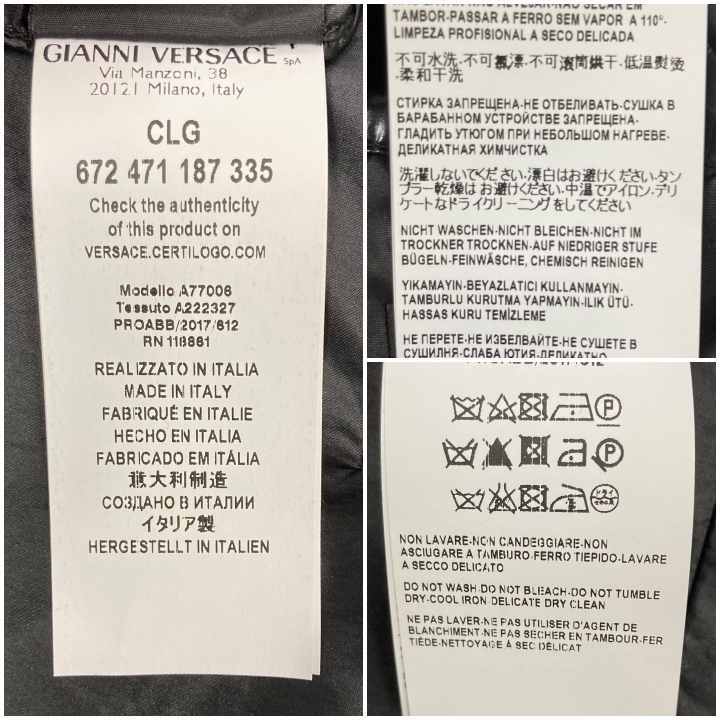 GIANNI VERSACE SpA
Via Manzoni, 38
20121 Milano, Italy
CLG
672 471 187 335
Check the authenticity
of this product on
VERSACE.CERTILOGO.COM
Modello A77006
Tessuto A222327
PROABB/2017/612
RN 118861
REALIZZATO IN ITALIA
MADE IN ITALY
FABRIQUÉ EN ITALIE
HECHO EN ITALIA
FABRICADO EM ITÁLIA
意大利制造
СОЗДАНО В ИТАЛИИ
イタリア製
HERGESTELLT IN ITALIEN
TAMBOR-PASSAR À FERRO SEM VAPOR A 110°-
LIMPEZA PROFISIONAL A SECO DELICADA
不可水洗-不可氯漂-不可滚筒烘干-低温熨烫
-柔和干洗
СТИРКА ЗАПРЕЩЕНА-НЕ ОТБЕЛИВАТЬ-СУШКА В
БАРАБАННОМ УСТРОЙСТВЕ ЗАПРЕЩЕНА-
ГЛАДИТЬ УТЮГОМ ПРИ НЕБОЛЬШОМ НАГРЕВЕ-
ДЕЛИКАТНАЯ ХИМЧИСТКА
洗濯しないでください-漂白はお避けください-タン
ブラー乾燥は お避けください-中温でアイロン-デリ
ケートなドライクリーニングをしてください
NICHT WASCHEN-NICHT BLEICHEN-NICHT IM
TROCKNER TROCKNEN-AUF NIEDRIGER STUFE
BÜGELN-FEINWÄSCHE, CHEMISCH REINIGEN
YIKAMAYIN-BEYAZLATICI KULLANMAYIN-
TAMBURLU KURUTMA YAPMAYIN-ILIK ÜTÜ-
HASSAS KURU TEMİZLEME
НЕ ПЕРЕТЕ-НЕ ИЗБЕЛВАЙТЕ-НЕ СУШЕТЕ В
СУШИЛНЯ-СЛАБА ЮТИЯ-ДЕЛИКАТНО
P
P
ドライ
NON LAVARE-NON CANDEGGIARE-NON
ASCIUGARE A TAMBURO-FERRO TIEPIDO-LAVARE
A SECCO DELICATO
DO NOT WASH-DO NOT BLEACH-DO NOT TUMBLE
DRY-COOL IRON DELICATE DRY CLEAN
NE PAS LAVER-NE PAS UTILISER D'AGENT DE
BLANCHIMENT-NE PAS SECHER EN TAMBOUR-FER
TIÈDE-NETTOYAGE À SEC DÉLICAT